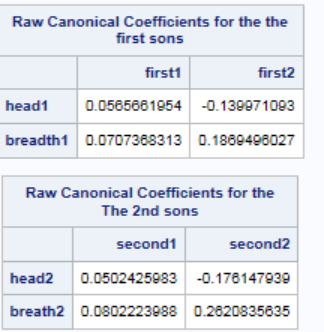 Raw Canonical Coefficients for the the
first sons
first1 first2
head1 0.0565661954 -0.139971093
breadth1 0.0707368313 0.1869496027
Raw Canonical Coefficients for the
The 2nd sons
second1 second2
head2 0.0502425983 -0.176147939
breath2 0.0802223988 0.2620835635